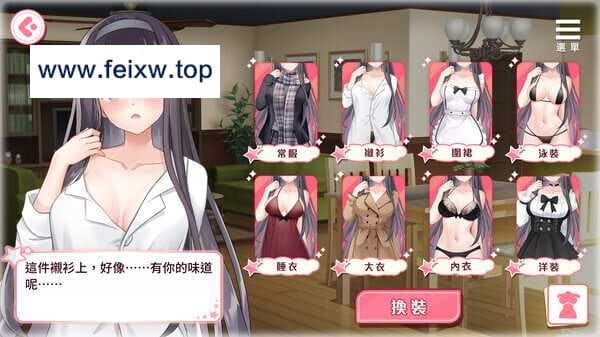 www.feixw.top
選單
常服
襯衫
圍裙
泳裝
睡衣
大衣
內衣
洋裝
這件襯衫上，好像⋯⋯有你的味道
呢⋯⋯
換裝